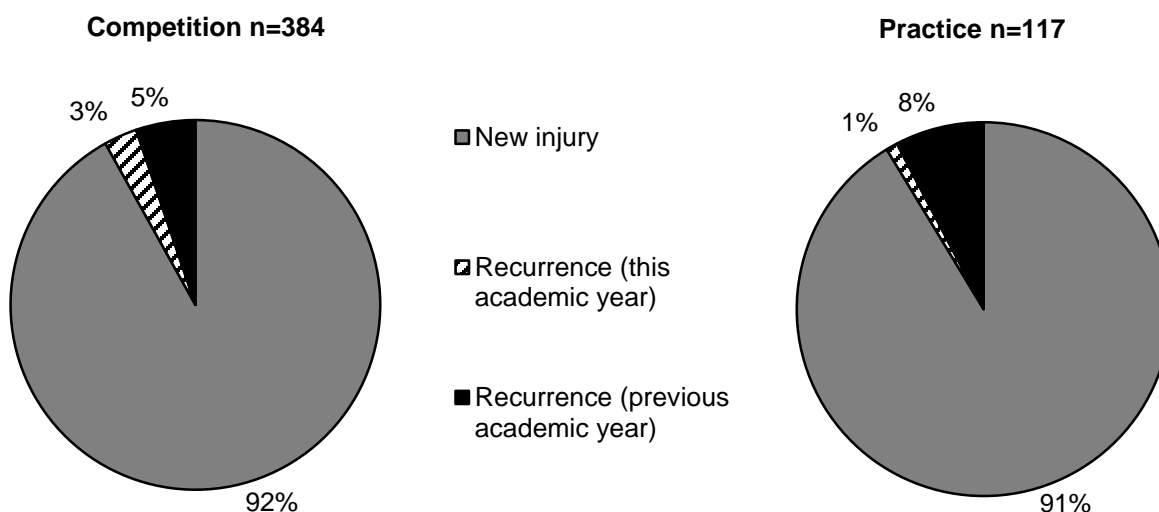 Competition n=384
3%
5%
92%
New injury
Recurrence (this
academic year)
Recurrence (previous
academic year)
Practice n=117
1%
8%
91%